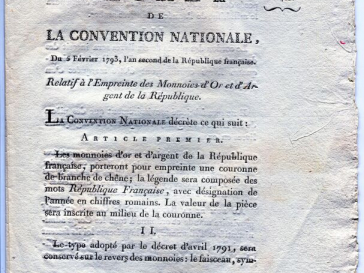 DE
LA CONVENTION NATIONALE,
Du 5 Février 1793, l'an second de la République française.
Relatif à l'Empreinte des Monnoies d'Or et d'Ar-
gent de la République.
LA CONVENTION NATIONALE décrète ce qui suit :
ARTICLE PREMIER.
Les monnoies d'or et d'argent de la République
française, porteront pour empreinte une couronne
de branche de chêne; la légende sera composée des
mots République Française, avec désignation de
l'année en chiffres romains. La valeur de la pièce
sera inscrite au milieu de la couronne.
II.
Le type adopté par le décret d'avril 1791, sera
conservé sur le revers des monnoies : le faisceau, sym-